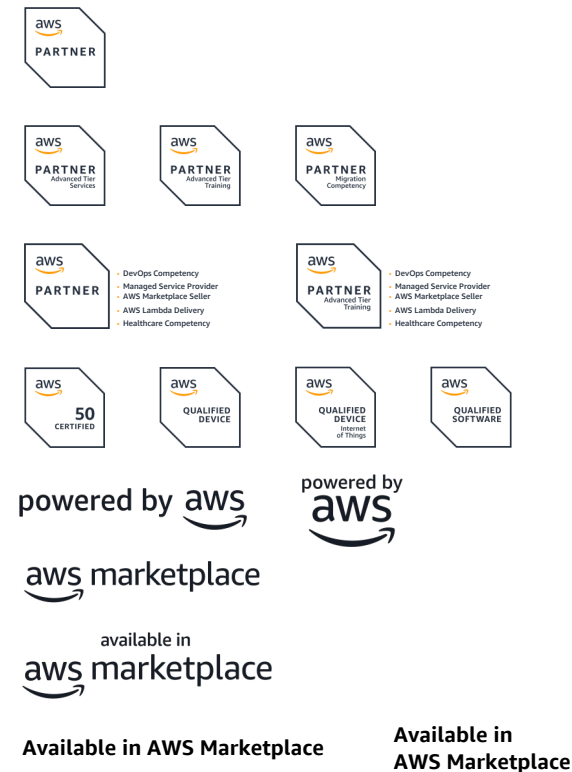 aws
PARTNER
aws
PARTNER
Advanced Tier
Services
aws
PARTNER
Advanced Tier
Training
aws
PARTNER
Migration
Competency
aws
PARTNER
• DevOps Competency
• Managed Service Provider
• AWS Marketplace Seller
• AWS Lambda Delivery
• Healthcare Competency
aws
PARTNER
Advanced Tier
Training
• DevOps Competency
• Managed Service Provider
• AWS Marketplace Seller
• AWS Lambda Delivery
• Healthcare Competency
aws
50
CERTIFIED
aws
QUALIFIED
DEVICE
aws
QUALIFIED
DEVICE
Internet
of Things
aws
QUALIFIED
SOFTWARE
powered by aws
powered by
aws
aws marketplace
available in
aws marketplace
Available in AWS Marketplace
Available in
AWS Marketplace